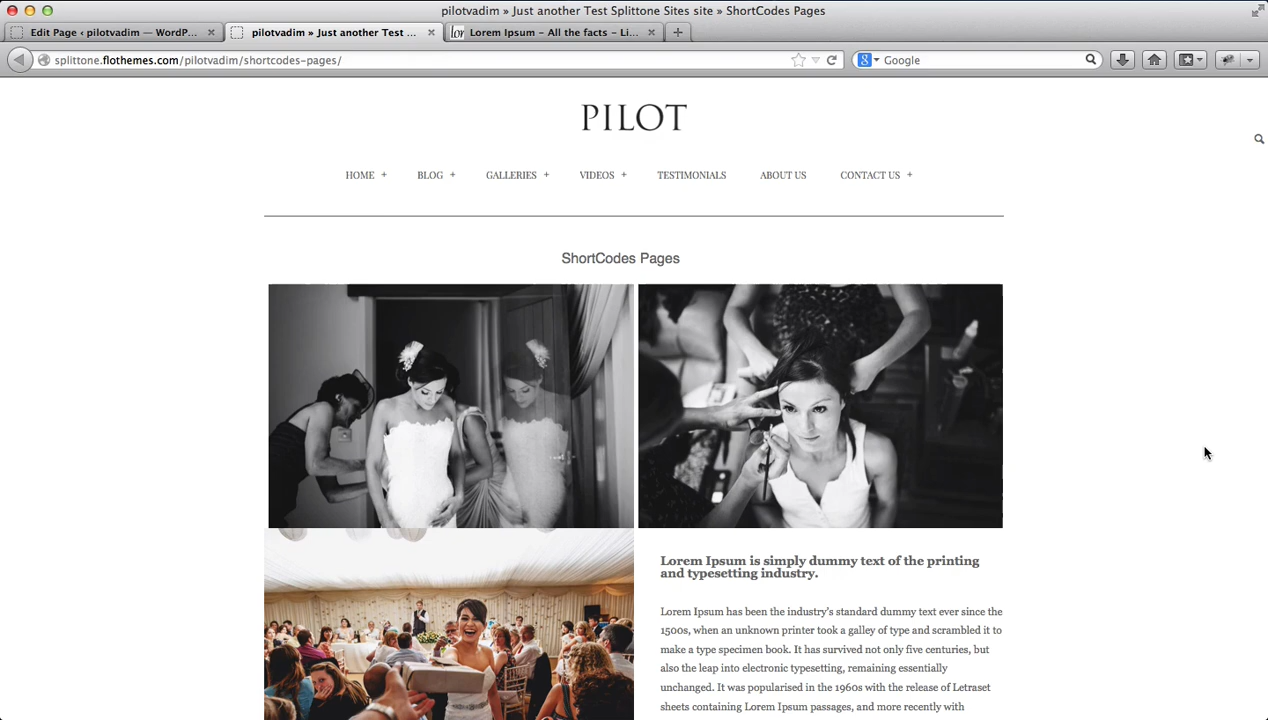 pilotvadim » Just another Test Splittone Sites site » ShortCodes Pages
Edit Page ‹ pilotvadim — WordP...
pilotvadim » Just another Test ...
Lorem Ipsum – All the facts – Li...
splittone.flothemes.com/pilotvadim/shortcodes-pages/
Google
PILOT
HOME +
BLOG +
GALLERIES +
VIDEOS +
TESTIMONIALS
ABOUT US
CONTACT US +
ShortCodes Pages
Lorem Ipsum is simply dummy text of the printing
and typesetting industry.
Lorem Ipsum has been the industry's standard dummy text ever since the
1500s, when an unknown printer took a galley of type and scrambled it to
make a type specimen book. It has survived not only five centuries, but
also the leap into electronic typesetting, remaining essentially
unchanged. It was popularised in the 1960s with the release of Letraset
sheets containing Lorem Ipsum passages, and more recently with